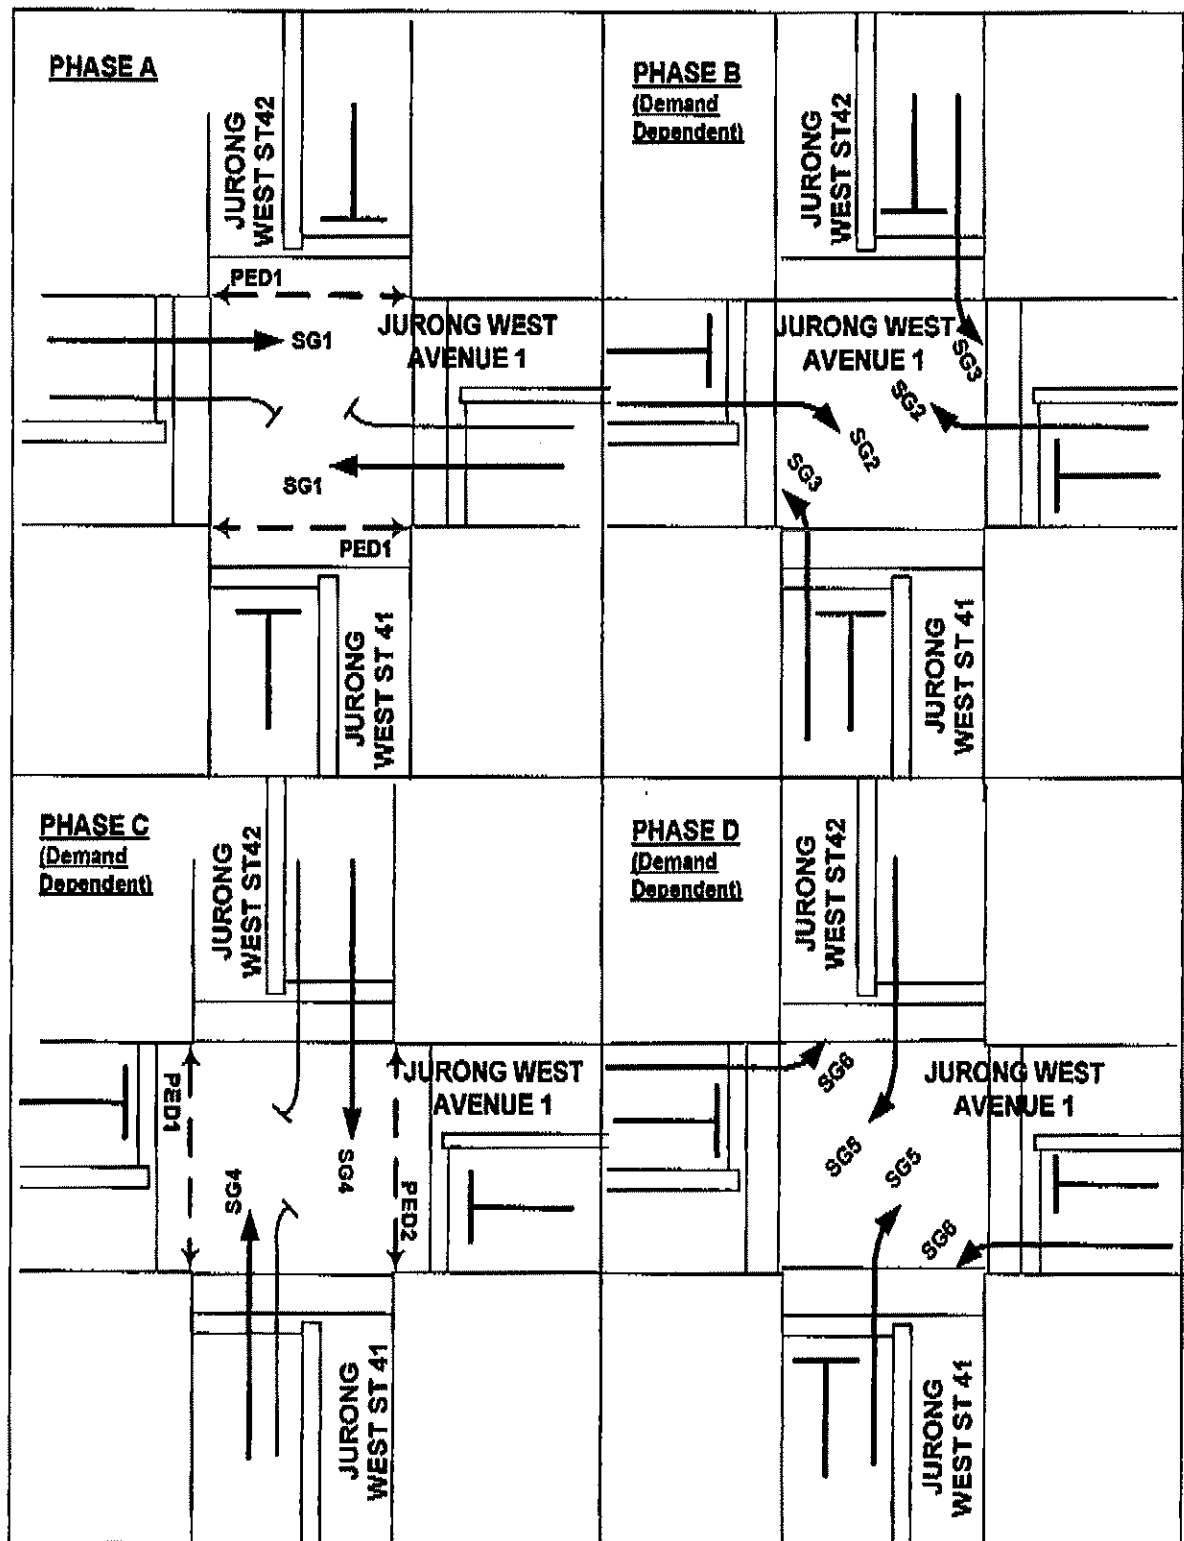 PHASE A
JURONG
WEST ST42
PED1
SG1
JURONG WEST
AVENUE 1
SG1
PED1
JURONG
WEST ST 41
PHASE B
(Demand
Dependent)
JURONG
WEST ST42
JURONG WEST
AVENUE 1
SG3
SG2
SG2
SG3
JURONG
WEST ST 41
PHASE C
(Demand
Dependent)
JURONG
WEST ST42
PED1
JURONG WEST
AVENUE 1
SG4
SG4
PED2
JURONG
WEST ST 41
PHASE D
(Demand
Dependent)
JURONG
WEST ST42
SG6
JURONG WEST
AVENUE 1
SG5
SG5
SG6
JURONG
WEST ST 41